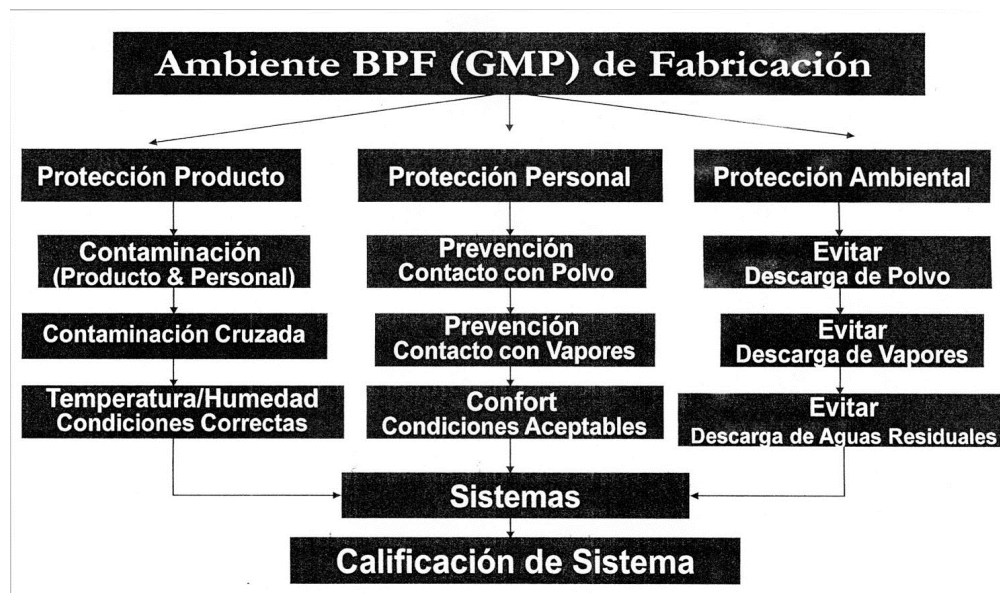 Ambiente BPF (GMP) de Fabricación
Protección Producto
Contaminación
(Producto & Personal)
Contaminación Cruzada
Temperatura/Humedad
Condiciones Correctas
Protección Personal
Prevención
Contacto con Polvo
Prevención
Contacto con Vapores
Confort
Condiciones Aceptables
Protección Ambiental
Evitar
Descarga de Polvo
Evitar
Descarga de Vapores
Evitar
Descarga de Aguas Residuales
Sistemas
Calificación de Sistema